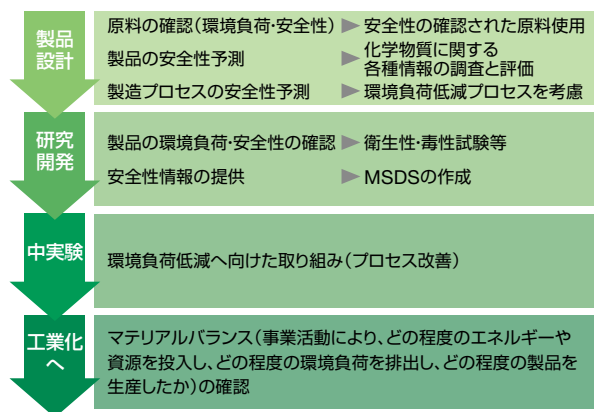 製品
設計
原料の確認（環境負荷・安全性）▶安全性の確認された原料使用
製品の安全性予測 ▶化学物質に関する
各種情報の調査と評価
製造プロセスの安全性予測 ▶環境負荷低減プロセスを考慮
研究
開発
製品の環境負荷・安全性の確認▶衛生性・毒性試験等
安全性情報の提供 ▶MSDSの作成
中実験
環境負荷低減へ向けた取り組み（プロセス改善）
工業化
へ
マテリアルバランス（事業活動により、どの程度のエネルギーや
資源を投入し、どの程度の環境負荷を排出し、どの程度の製品を
生産したか）の確認